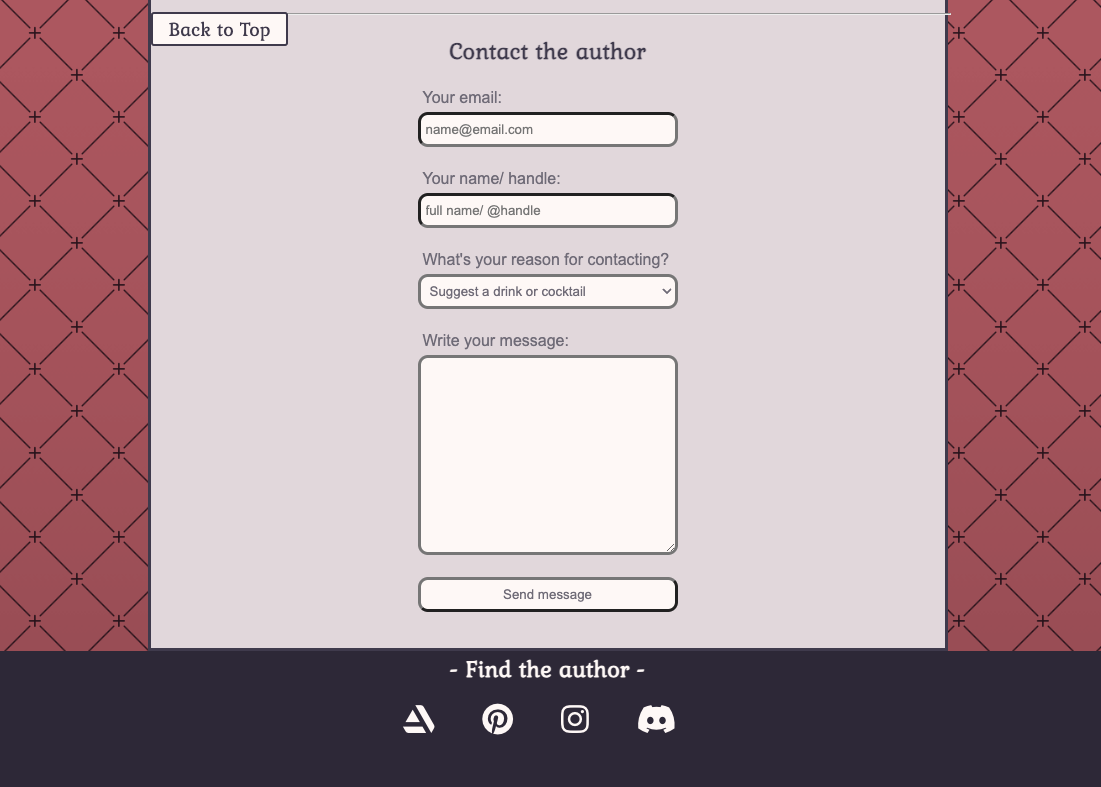 Back to Top
Contact the author
Your email:
name@email.com
Your name/ handle:
full name/ @handle
What's your reason for contacting?
Suggest a drink or cocktail
Write your message:
Send message
- Find the author -